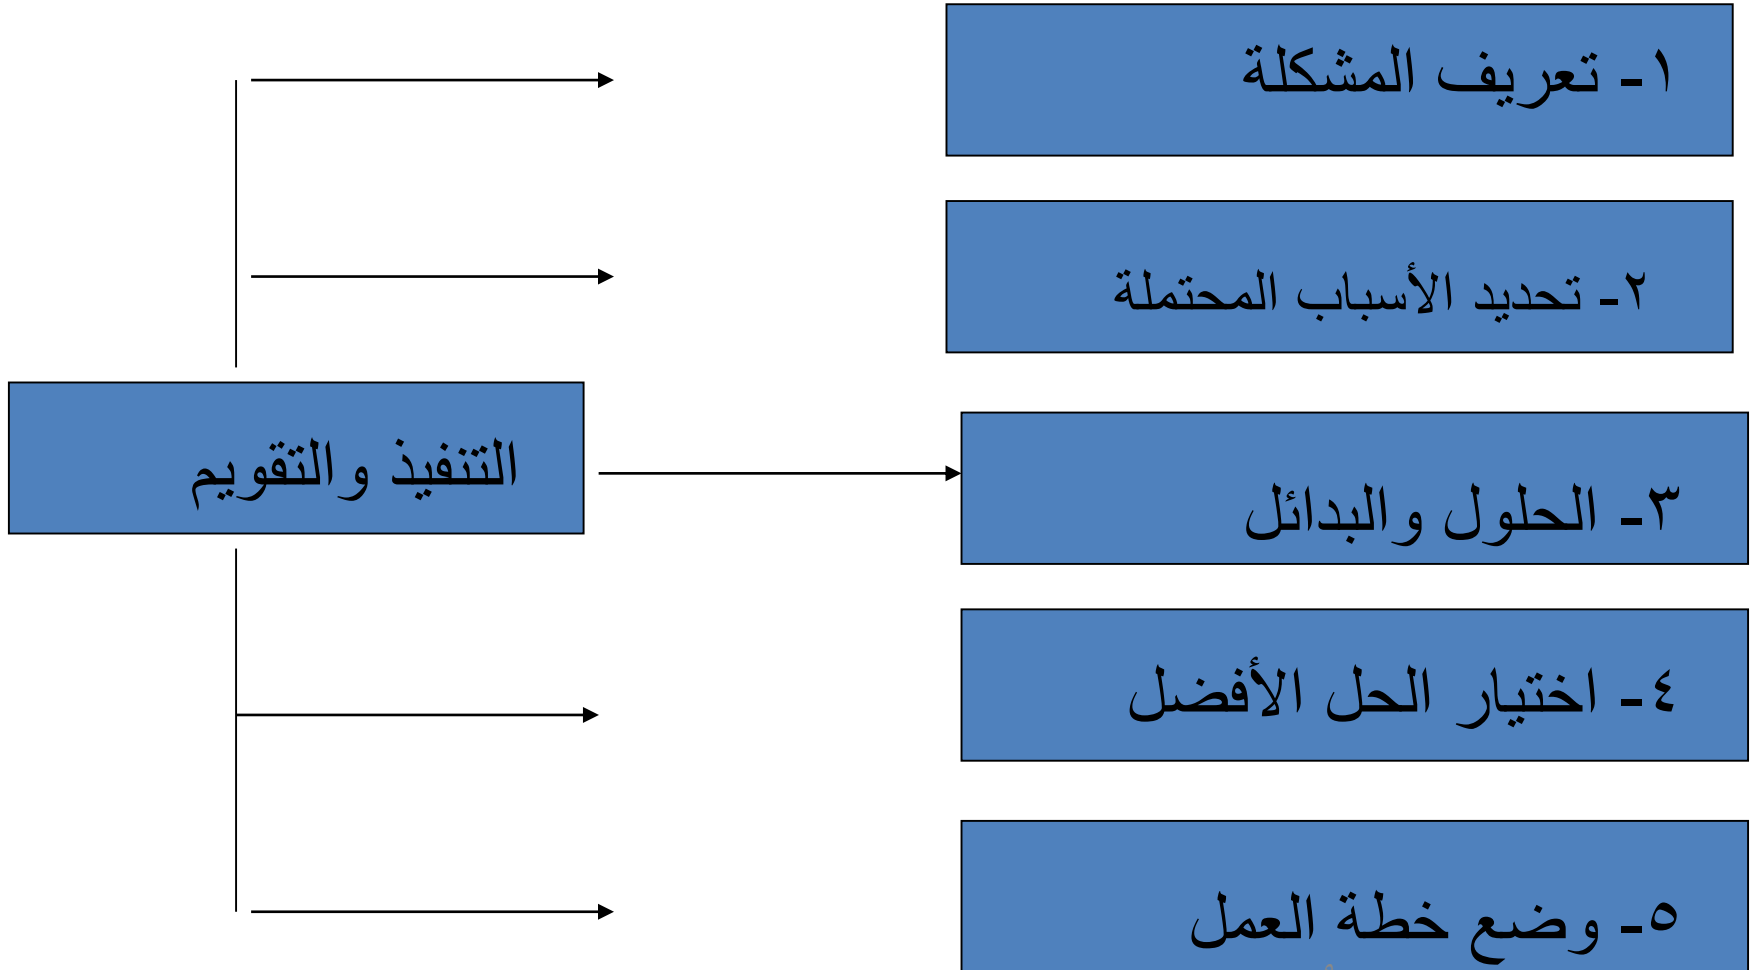 ١- تعريف المشكلة
٢- تحديد الأسباب المحتملة
التنفيذ والتقويم
٣- الحلول والبدائل
٤- اختيار الحل الأفضل
٥- وضع خطة العمل